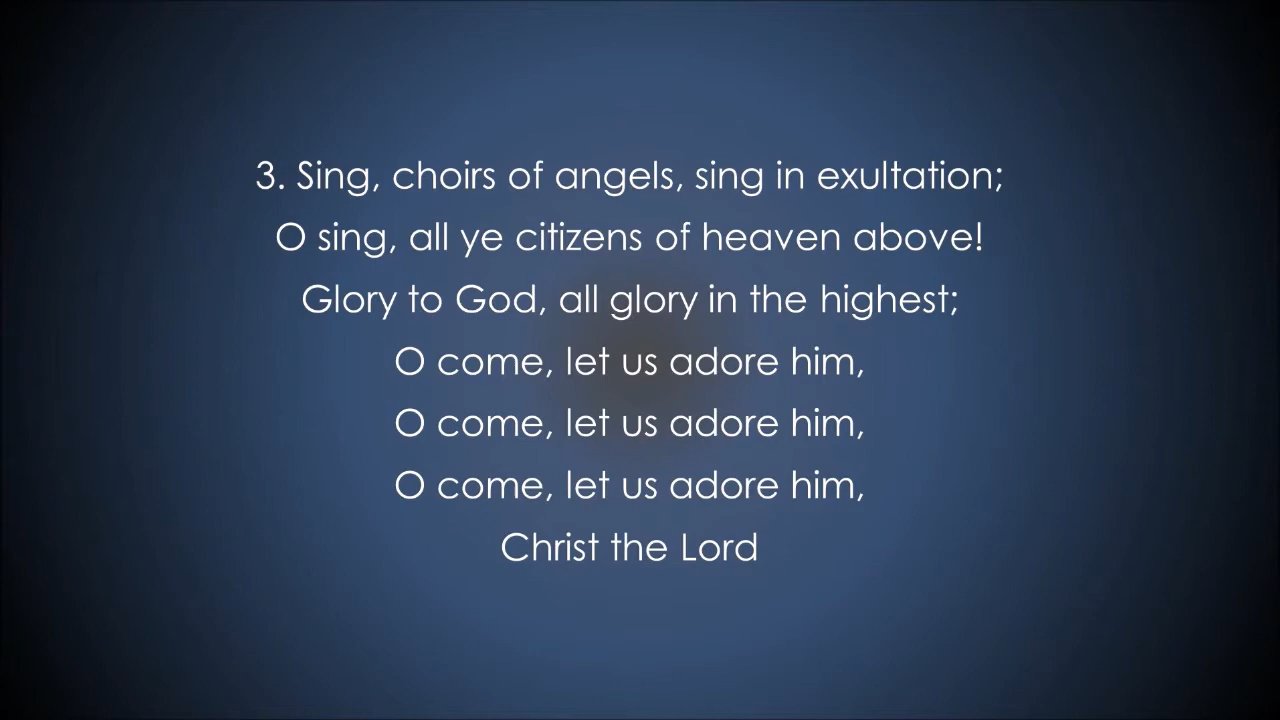 3. Sing, choirs of angels, sing in exultation;
O sing, all ye citizens of heaven above!
Glory to God, all glory in the highest;
O come, let us adore him,
O come, let us adore him,
O come, let us adore him,
Christ the Lord